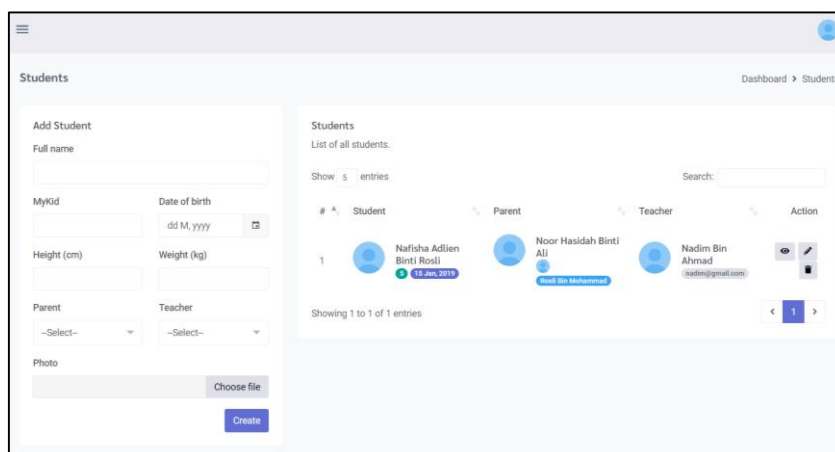 Students
Dashboard > Student
Add Student
Full name
MyKid
Date of birth
dd M, yyyy
Height (cm)
Weight (kg)
Parent
Teacher
--Select--
--Select--
Photo
Choose file
Create
Students
List of all students.
Show 5 entries
Search:
# Student Parent Teacher Action
1
Nafisha Adlien
Binti Rosli
5 15 Jan, 2019
Noor Hasidah Binti
Ali
Rosli Bin Mohammed
Nadim Bin
Ahmad
nadim@gmail.com
Showing 1 to 1 of 1 entries
< 1 >